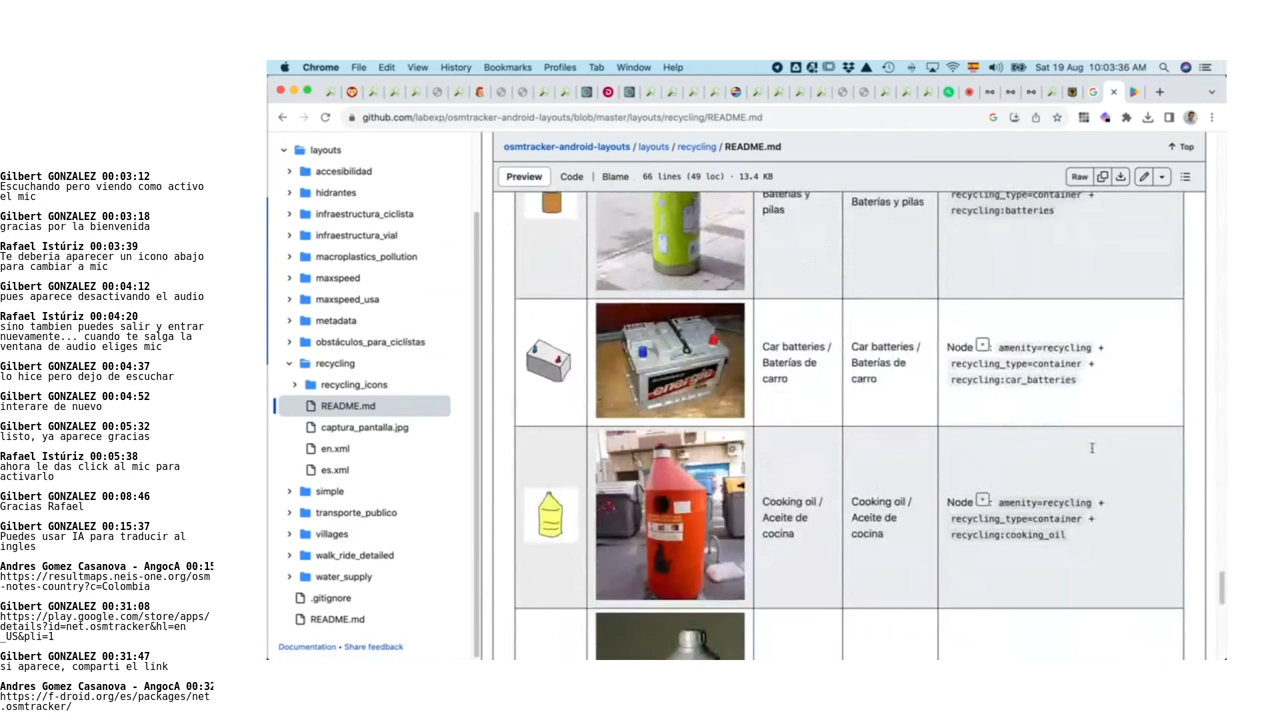 Gilbert GONZALEZ 00:03:12
Escuchando pero viendo como activo
el mic
Gilbert GONZALEZ 00:03:18
gracias por la bienvenida
Rafael Istúriz 00:03:39
Te deberia aparecer un icono abajo
para cambiar a mic
Gilbert GONZALEZ 00:04:12
pues aparece desactivando el audio
Rafael Istúriz 00:04:20
sino tambien puedes salir y entrar
nuevamente... cuando te salga la
ventana de audio eliges mic
Gilbert GONZALEZ 00:04:37
lo hice pero dejo de escuchar
Gilbert GONZALEZ 00:04:52
interare de nuevo
Gilbert GONZALEZ 00:05:32
listo, ya aparece gracias
Rafael Istúriz 00:05:38
ahora le das click al mic para
activarlo
Gilbert GONZALEZ 00:08:46
Gracias Rafael
Gilbert GONZALEZ 00:15:37
Puedes usar IA para traducir al
ingles
Andres Gomez Casanova - AngocA 00:15
https://resultmaps.neis-one.org/osm
-notes-country?c=Colombia
Gilbert GONZALEZ 00:31:08
https://play.google.com/store/apps/
details?id=net.osmtracker&hl=en
_US&pli=1
Gilbert GONZALEZ 00:31:47
si aparece, comparti el link
Andres Gomez Casanova - AngocA 00:32
https://f-droid.org/es/packages/net
.osmtracker/
Chrome File Edit View History Bookmarks Profiles Tab Window Help
Sat 19 Aug 10:03:36 AM
github.com/labexp/osmtracker-android-layouts/blob/master/layouts/recycling/README.md
layouts
accesibilidad
hidrantes
infraestructura_ciclista
infraestructura_vial
macroplastics_pollution
maxspeed
maxspeed_usa
metadata
obstáculos_para_ciclístas
recycling
recycling_icons
README.md
captura_pantalla.jpg
en.xml
es.xml
simple
transporte_publico
villages
walk_ride_detailed
water_supply
.gitignore
README.md
Documentation • Share feedback
osmtracker-android-layouts / layouts / recycling / README.md
Top
Preview Code Blame 66 lines (49 loc) · 13.4 KB
Raw
Baterías y
pilas
Baterías y pilas
recycling_type=container +
recycling:batteries
Car batteries /
Baterías de
carro
Car batteries /
Baterías de
carro
Node : amenity=recycling +
recycling_type=container +
recycling:car_batteries
Cooking oil /
Aceite de
cocina
Cooking oil /
Aceite de
cocina
Node : amenity=recycling +
recycling_type=container +
recycling:cooking_oil